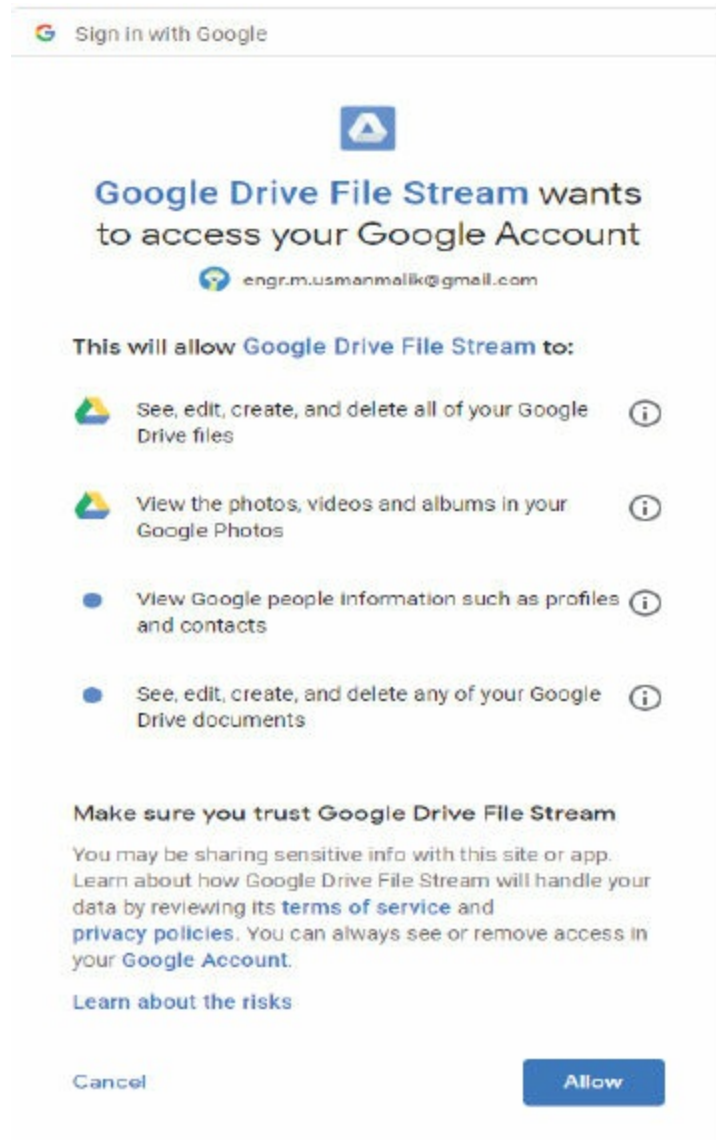 Sign in with Google
Google Drive File Stream wants
to access your Google Account
engr.m.usmanmalik@gmail.com
This will allow Google Drive File Stream to:
See, edit, create, and delete all of your Google
Drive files
View the photos, videos and albums in your
Google Photos
View Google people information such as profiles
and contacts
See, edit, create, and delete any of your Google
Drive documents
Make sure you trust Google Drive File Stream
You may be sharing sensitive info with this site or app.
Learn about how Google Drive File Stream will handle your
data by reviewing its terms of service and
privacy policies. You can always see or remove access in
your Google Account.
Learn about the risks
Cancel
Allow